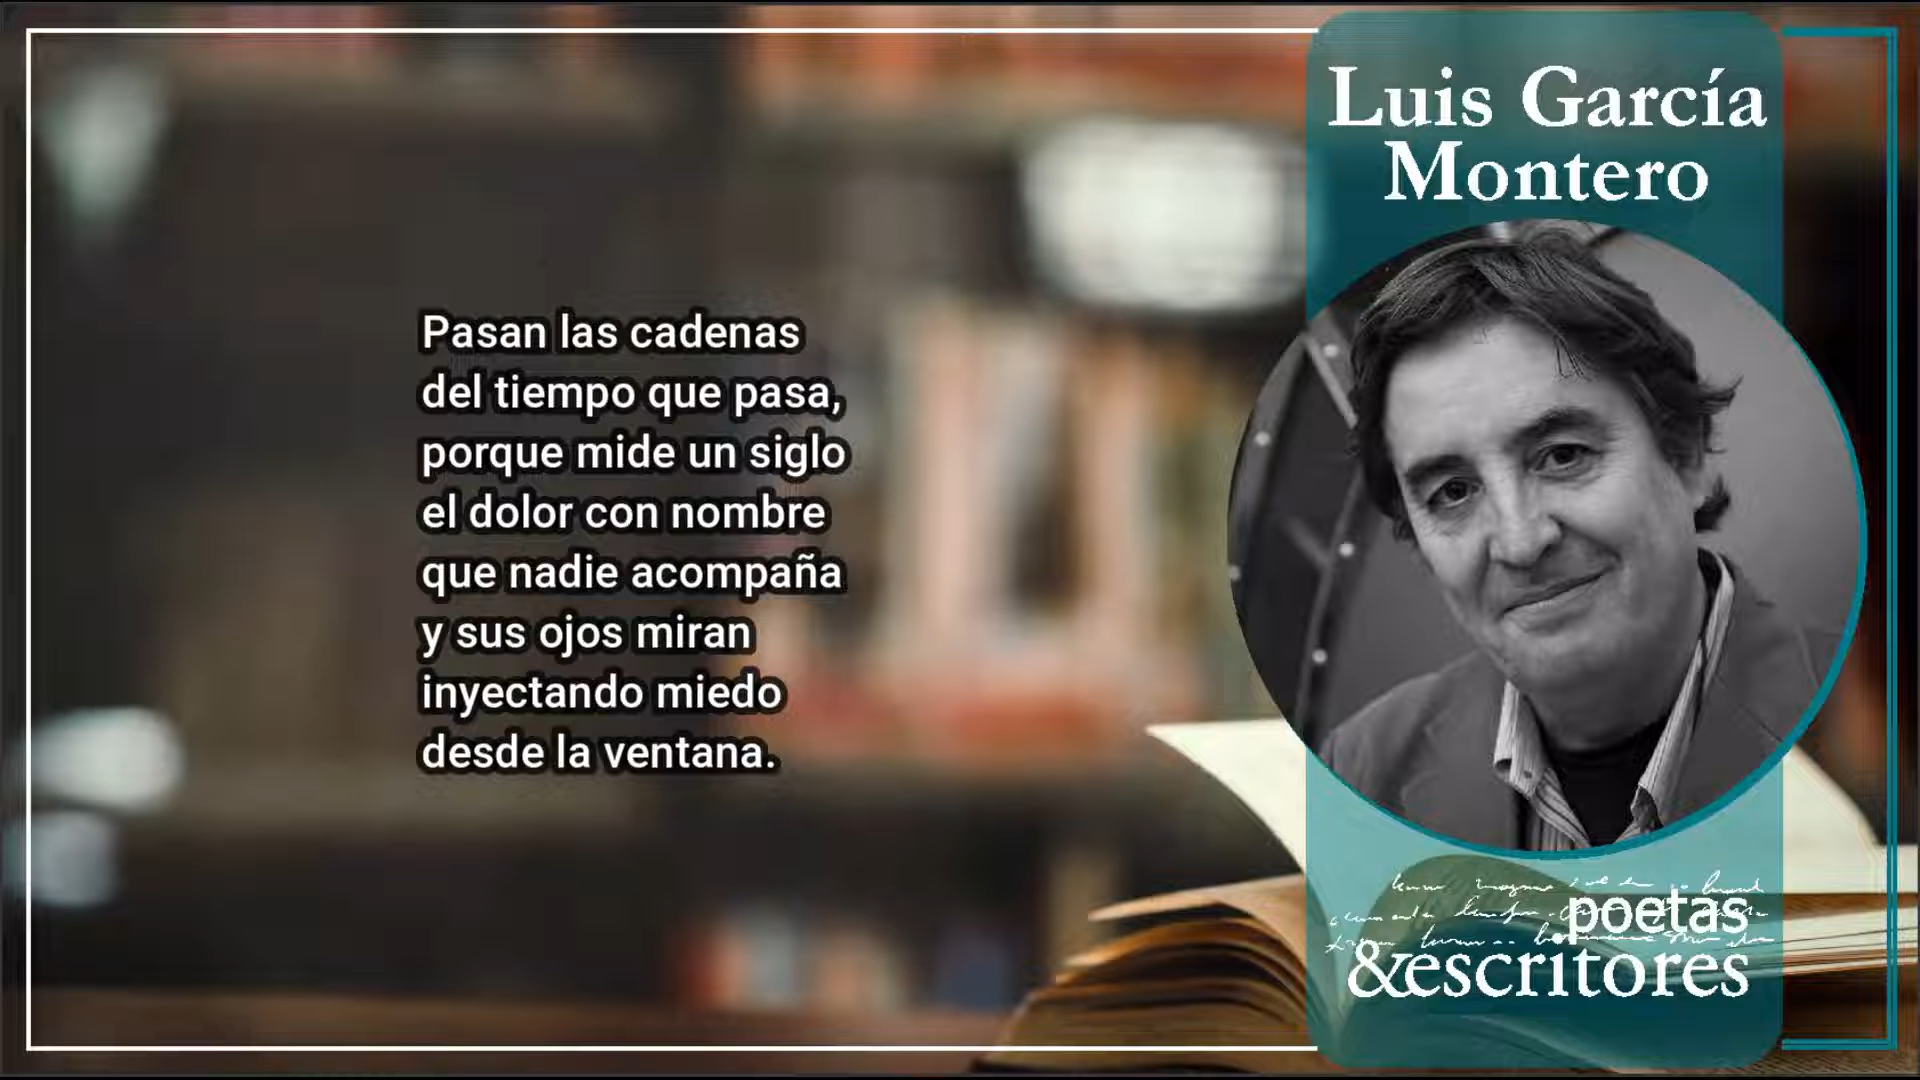 Pasan las cadenas
del tiempo que pasa,
porque mide un siglo
el dolor con nombre
que nadie acompaña
y sus ojos miran
inyectando miedo
desde la ventana.
Luis García
Montero
poetas
&escritores